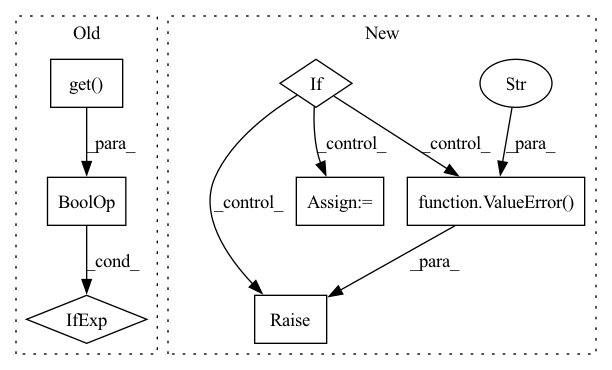 Old
New
get()
If
Str
_para_
_control_
_control_
_para_
BoolOp
_control_
Assign:=
function.ValueError()
_cond_
_para_
IfExp
Raise